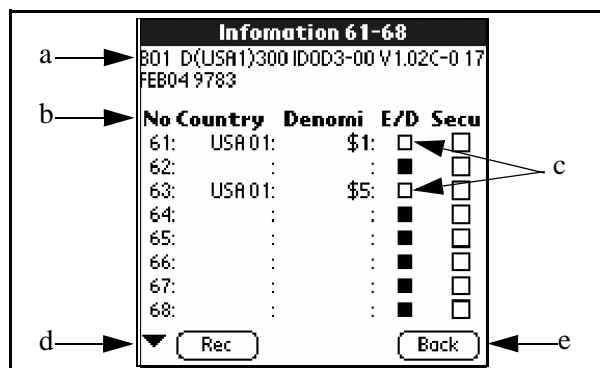 Infomation 61-68
a
B01 D(USA1)300 ID0D3-00 V1.02C-0 17
FEB04 9783
b
No Country Denomi E/D Secu
61: USA 01: $1:
62: :
c
63: USA 01: $5:
64: : :
65: : :
66: : :
67: : :
68: : :
d Rec Back e